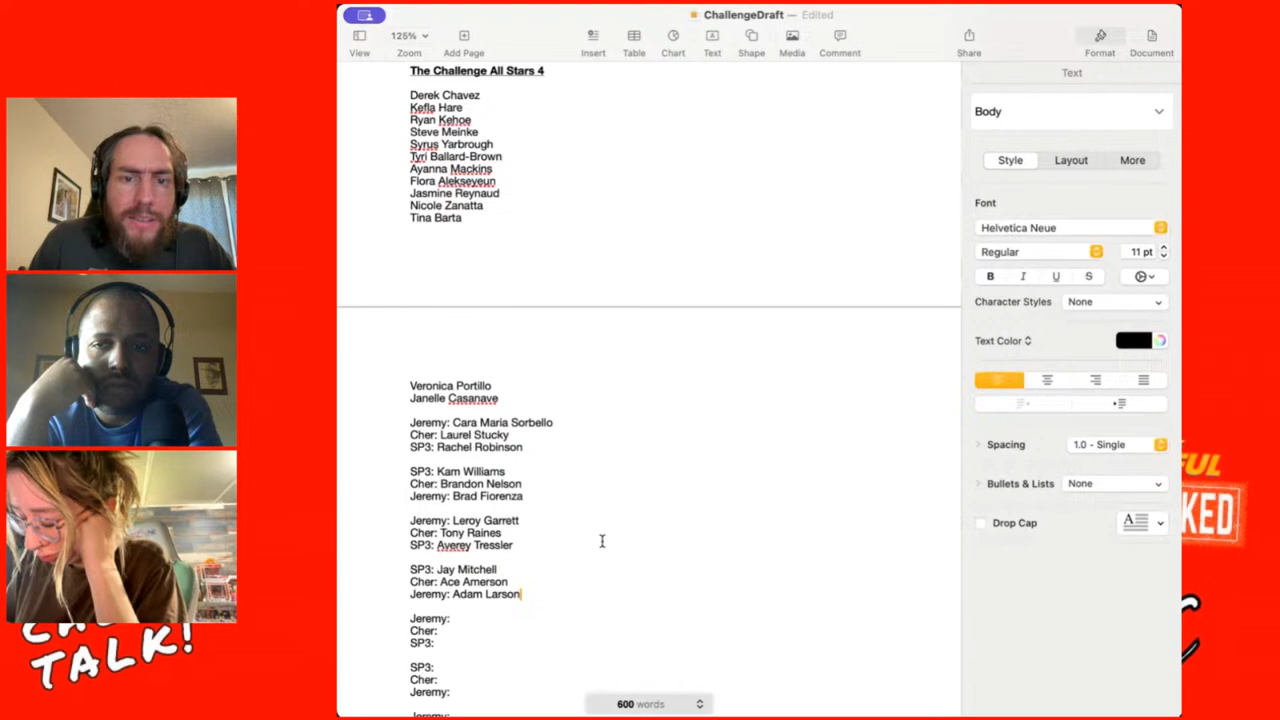 ChallengeDraft — Edited
125%
View
Zoom
Add Page
Insert
Table
Chart
Text
Shape
Media
Comment
Share
Format
Document
The Challenge All Stars 4
Derek Chavez
Kefla Hare
Ryan Kehoe
Steve Meinke
Syrus Yarbrough
Tyri Ballard-Brown
Ayanna Mackins
Flora Alekseyeun
Jasmine Reynaud
Nicole Zanatta
Tina Barta
Veronica Portillo
Janelle Casanave
Jeremy: Cara Maria Sorbello
Cher: Laurel Stucky
SP3: Rachel Robinson
SP3: Kam Williams
Cher: Brandon Nelson
Jeremy: Brad Fiorenza
Jeremy: Leroy Garrett
Cher: Tony Raines
SP3: Averey Tressler
SP3: Jay Mitchell
Cher: Ace Amerson
Jeremy: Adam Larson
Jeremy:
Cher:
SP3:
SP3:
Cher:
Jeremy:
Jeremy:
600 words
Text
Body
Style
Layout
More
Font
Helvetica Neue
Regular
11 pt
B I U S
Character Styles
None
Text Color
Spacing
1.0 - Single
Bullets & Lists
None
Drop Cap
TALK!